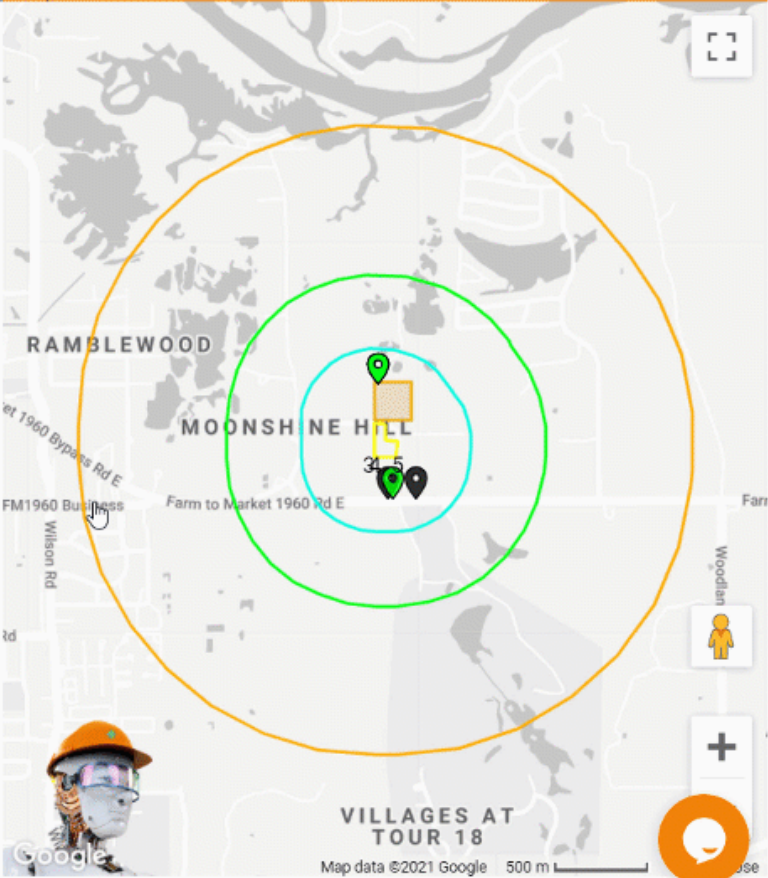 RAMBLEWOOD
MOONSHINE HILL
et 1960 Bypass Rd E
FM1960 Business
Farm to Market 1960 Rd E
Farm
Wilson Rd
Woodlan
Rd
34 5
VILLAGES AT
TOUR 18
Google
Map data ©2021 Google
500 m
ose